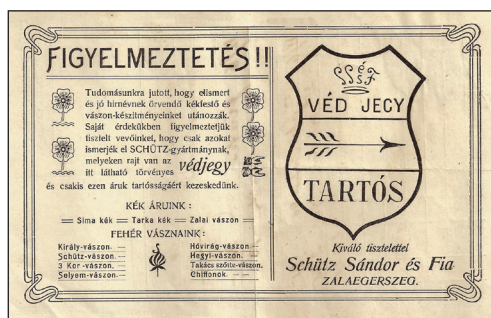 FIGYELMEZTETÉS!!
Tudomásunkra jutott, hogy elismert
és jó hírnévnek örvendő kékfestő és
vászon-készítményeinket utánozzák.
Saját érdekükben figyelmeztetjük
tisztelt vevőinket, hogy csak azokat
ismerjék el SCHÜTZ-gyártmánynak,
melyeken rajt van az
itt látható törvényes védjegy
és csakis ezen áruk tartósságáért kezeskedünk.
KÉK ÁRUINK:
Sima kék = Tarka kék = Zalai vászon
FEHÉR VÁSZNAINK:
Király-vászon.
Schütz-vászon.
3 Kor-vászon.
Selyem-vászon.
Hóvirág-vászon
Hegyi-vászon.
Takács szőtte-vászon.
Chiffonok.
VÉD JEGY
TARTÓS
Kiváló tisztelettel
Schütz Sándor és Fia
ZALAEGERSZEG.